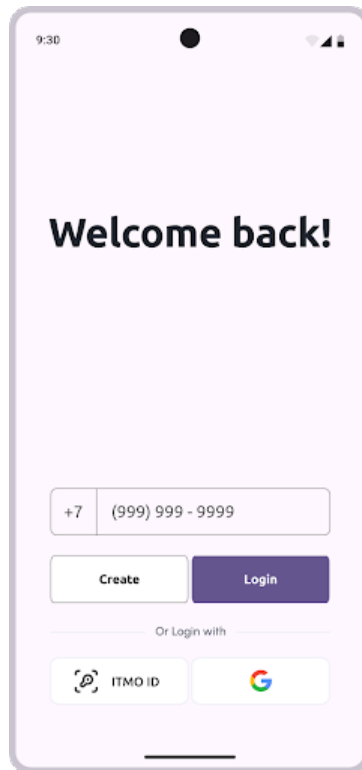 9:30
Welcome back!
+7 (999) 999 - 9999
Create Login
Or Login with
ITMO ID